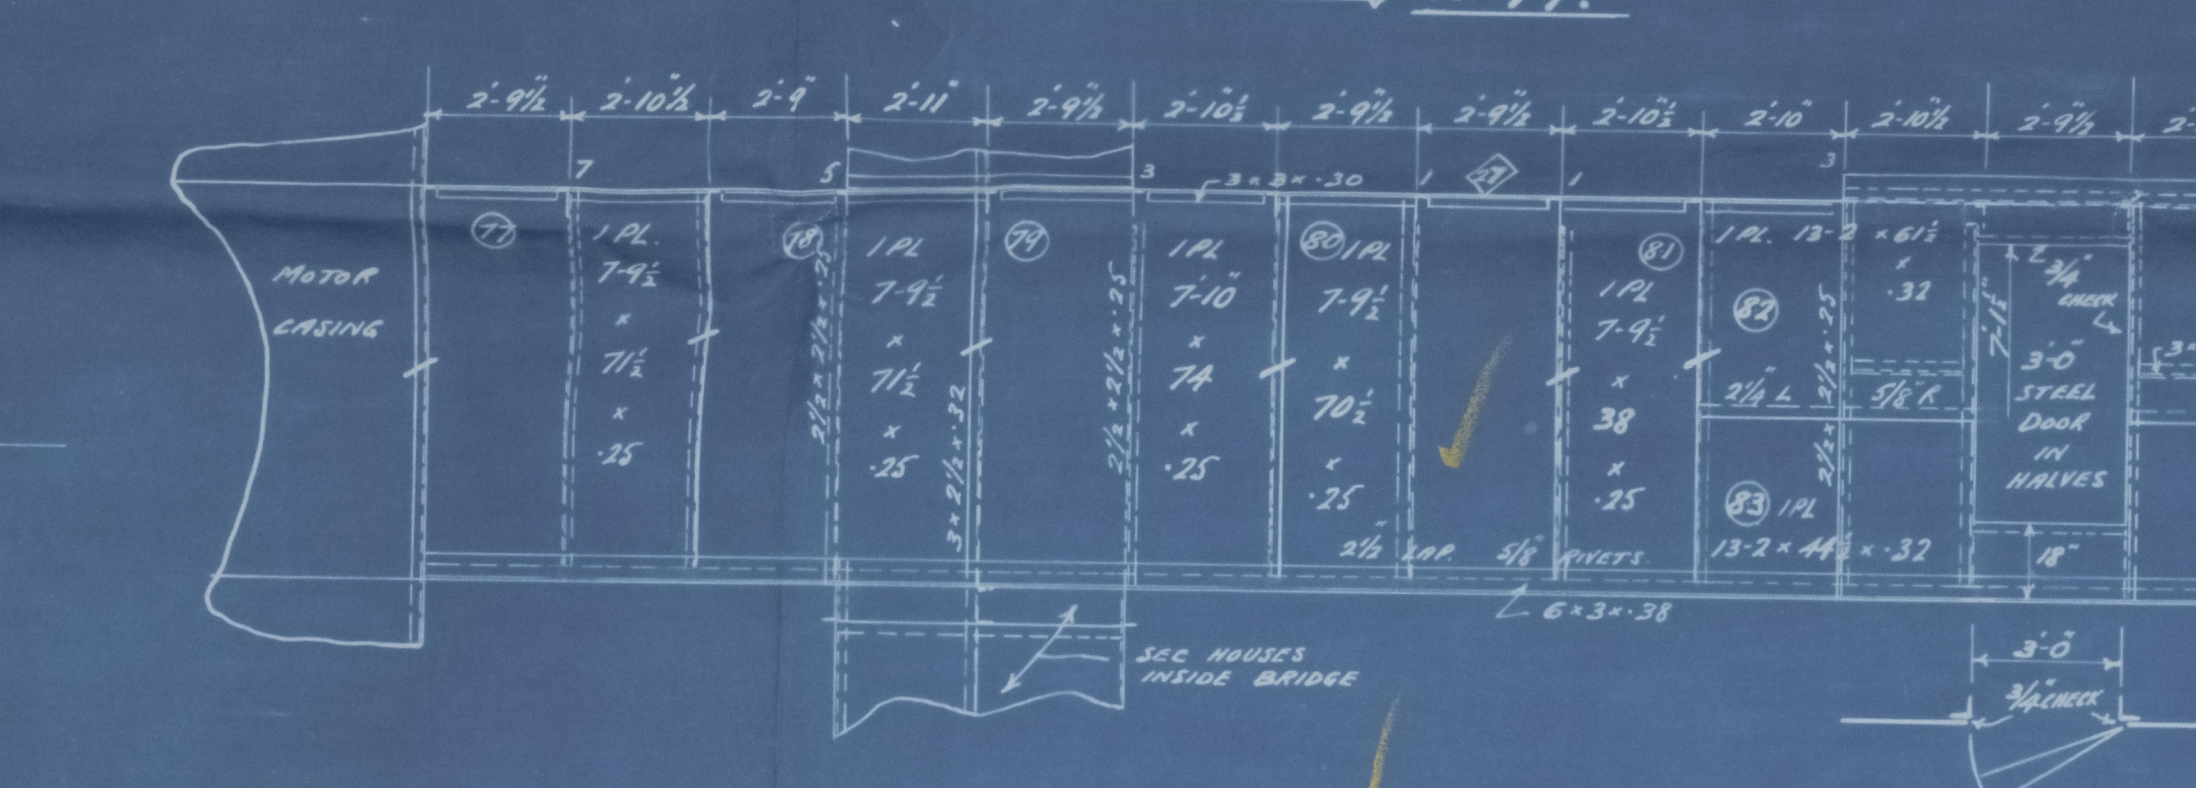 2'-9½" 2'-10½" 2'-9" 2'-11" 2'-9½" 2'-10½" 2'-9½" 2'-9½" 2'-10½" 2'-10" 2'-10½" 2'-9½" 2'-
7 5 3 3×3×·30 1 27 1 3
MOTOR
CASING
77
1 PL.
7-9½
×
71½
×
·25
78
2½×2½×·25
1 PL
7-9½
×
71½
×
·25
3×2½×·32
79
2½×2½×·25
1 PL
7'-10"
×
74
×
·25
80 1 PL
7-9½
×
70½
×
·25
81
1 PL
7-9½
×
38
×
·25
1 PL. 13-2 × 61½
×
·32
82
2¼" L 5/8" R
2½×2½×·25
83 1 PL
13-2 × 44½ × ·32
2½" LAP. 5/8" RIVETS.
6×3×·38
7'-1½"
3/4"
CHECK
3'-0"
STEEL
DOOR
IN
HALVES
18"
3×
SEC HOUSES
INSIDE BRIDGE
3'-0"
3/4" CHECK